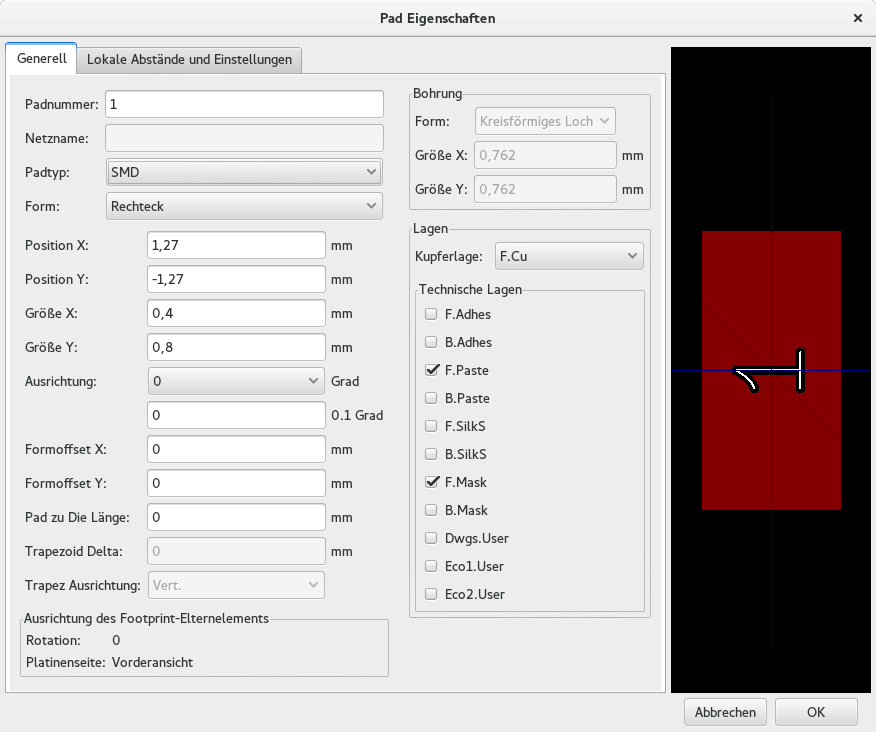 Pad Eigenschaften
Generell
Lokale Abstände und Einstellungen
Padnummer: 1
Netzname:
Padtyp: SMD
Form: Rechteck
Position X: 1,27 mm
Position Y: -1,27 mm
Größe X: 0,4 mm
Größe Y: 0,8 mm
Ausrichtung: 0 Grad
0 0.1 Grad
Formoffset X: 0 mm
Formoffset Y: 0 mm
Pad zu Die Länge: 0 mm
Trapezoid Delta: 0 mm
Trapez Ausrichtung: Vert.
Ausrichtung des Footprint-Elternelements
Rotation: 0
Platinenseite: Vorderansicht
Bohrung
Form: Kreisförmiges Loch
Größe X: 0,762 mm
Größe Y: 0,762 mm
Lagen
Kupferlage: F.Cu
Technische Lagen
F.Adhes
B.Adhes
F.Paste
B.Paste
F.SilkS
B.SilkS
F.Mask
B.Mask
Dwgs.User
Eco1.User
Eco2.User
1
Abbrechen
OK